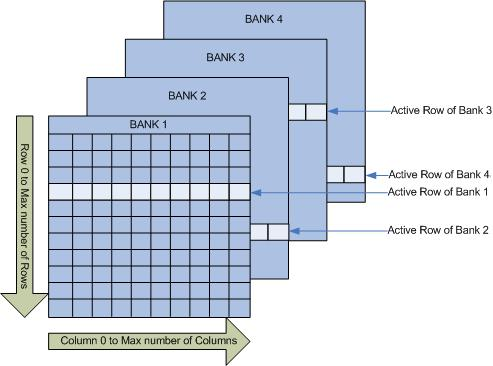 BANK 4
BANK 3
BANK 2
BANK 1
Active Row of Bank 3
Active Row of Bank 4
Active Row of Bank 1
Active Row of Bank 2
Row 0 to Max number of Rows
Column 0 to Max number of Columns